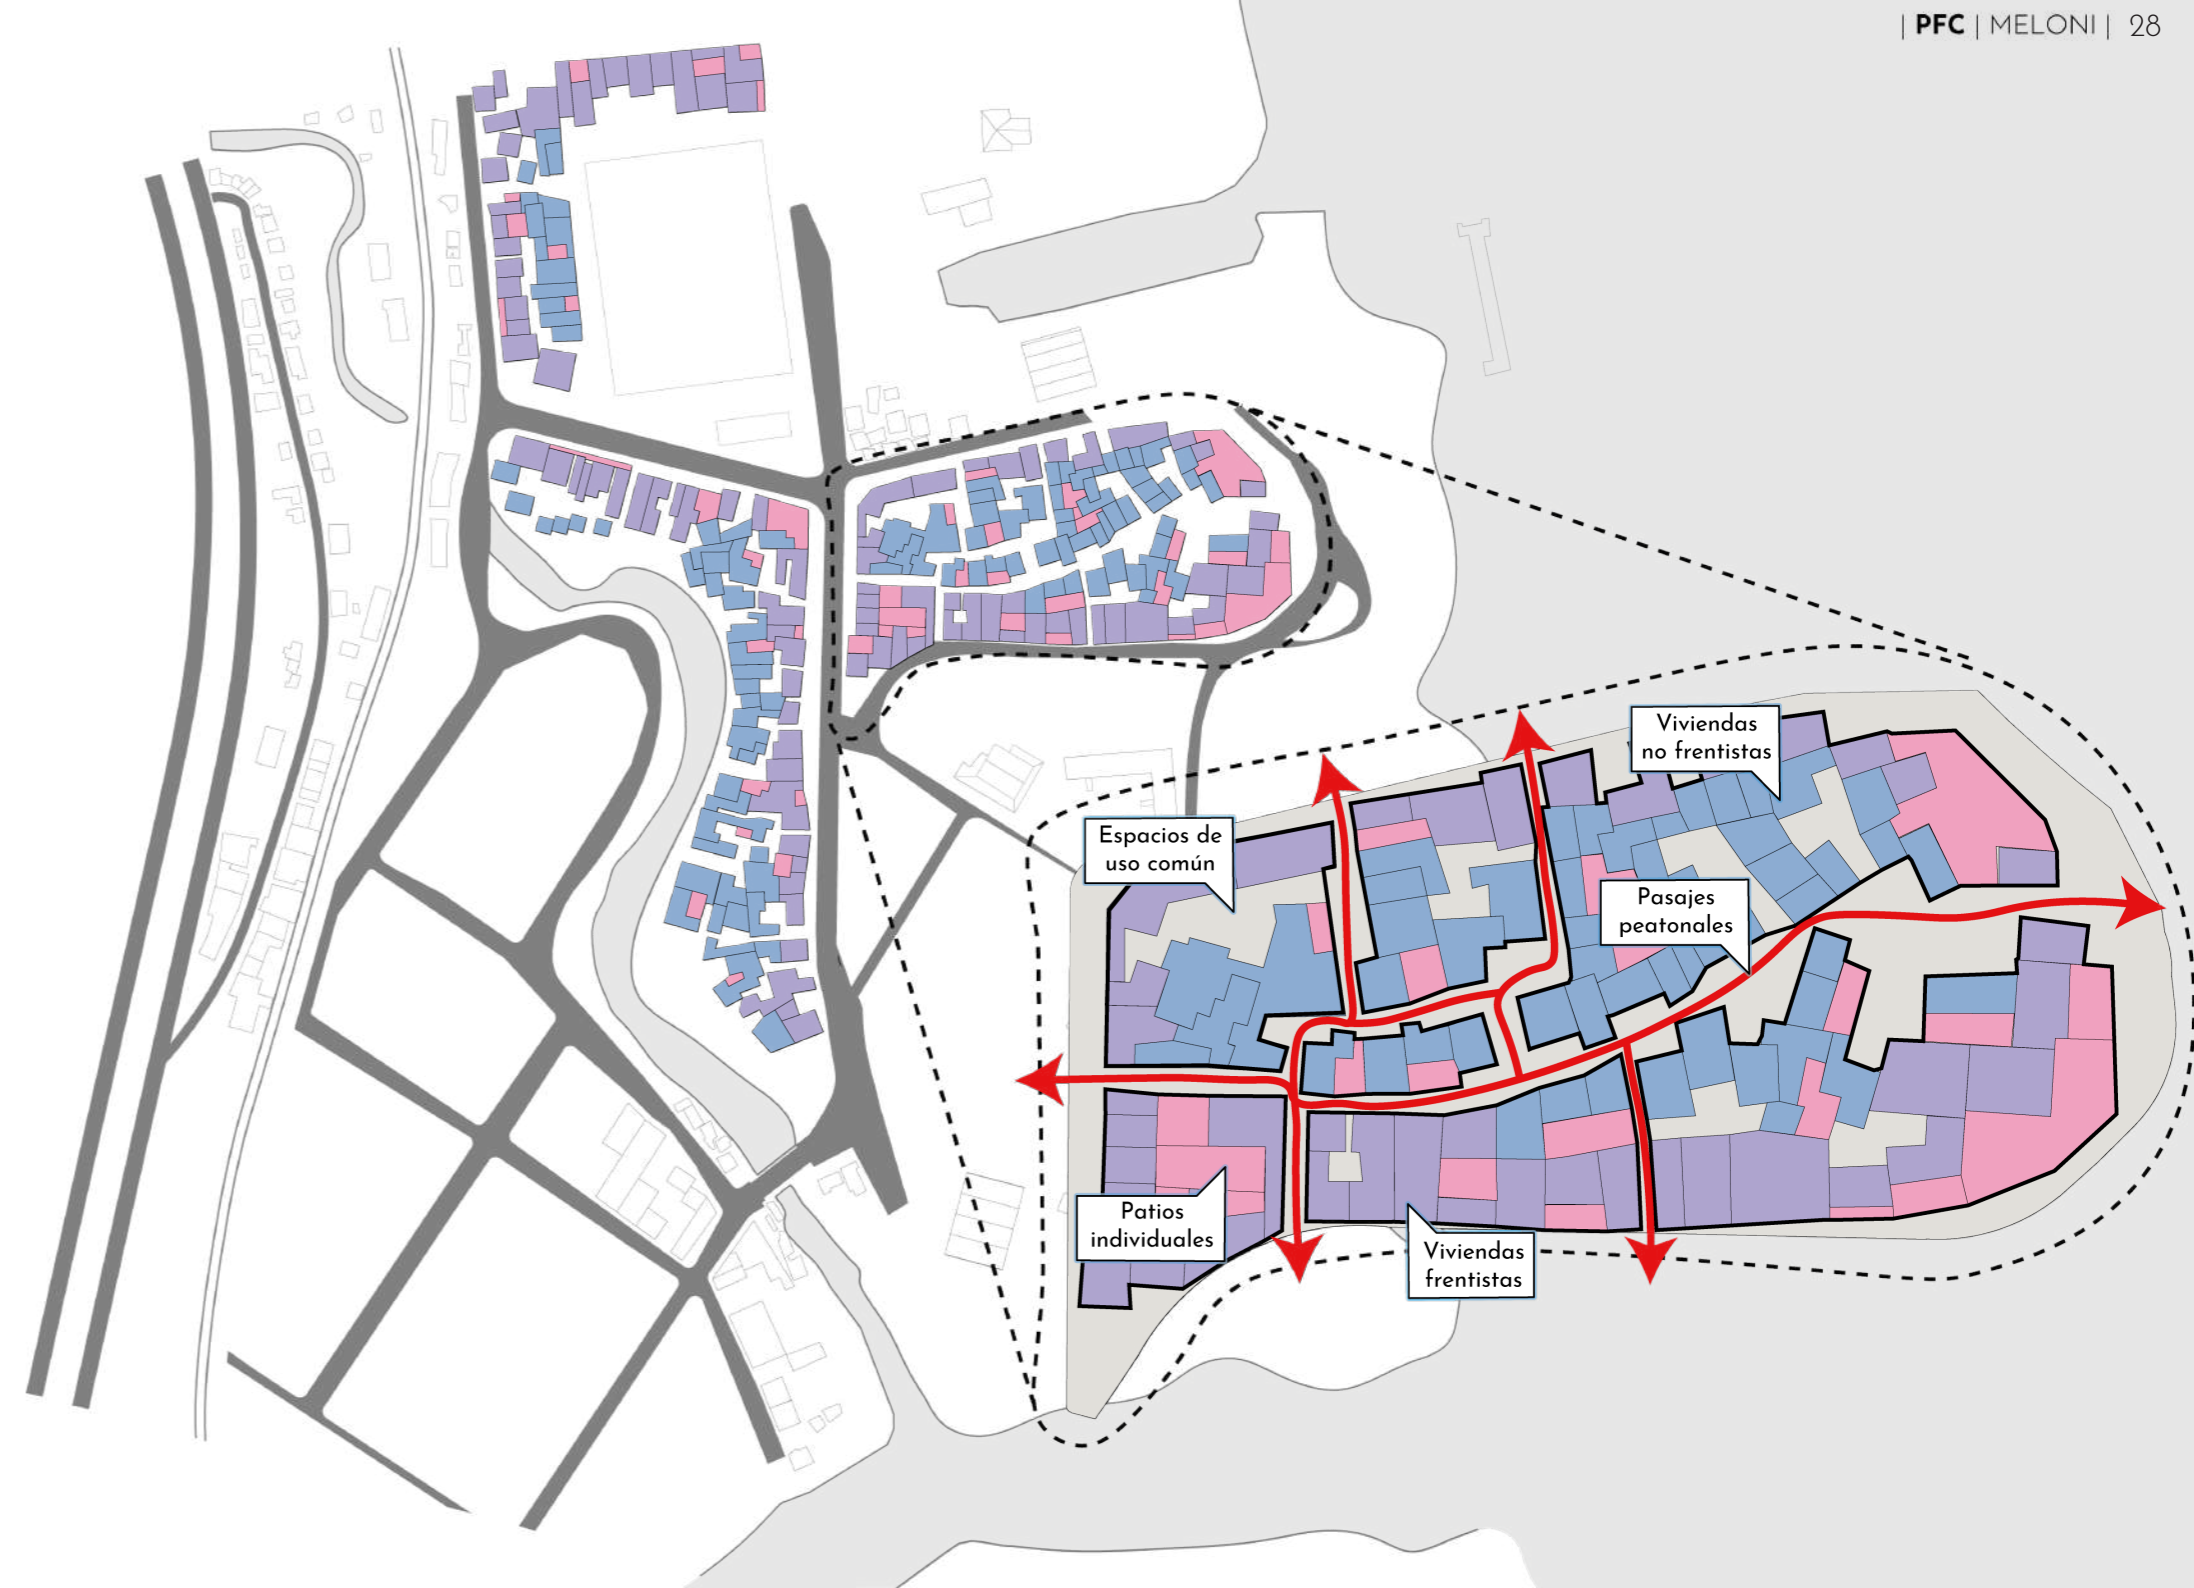 | PFC | MELONI | 28
Viviendas
no frentistas
Espacios de
uso común
Pasajes
peatonales
Patios
individuales
Viviendas
frentistas